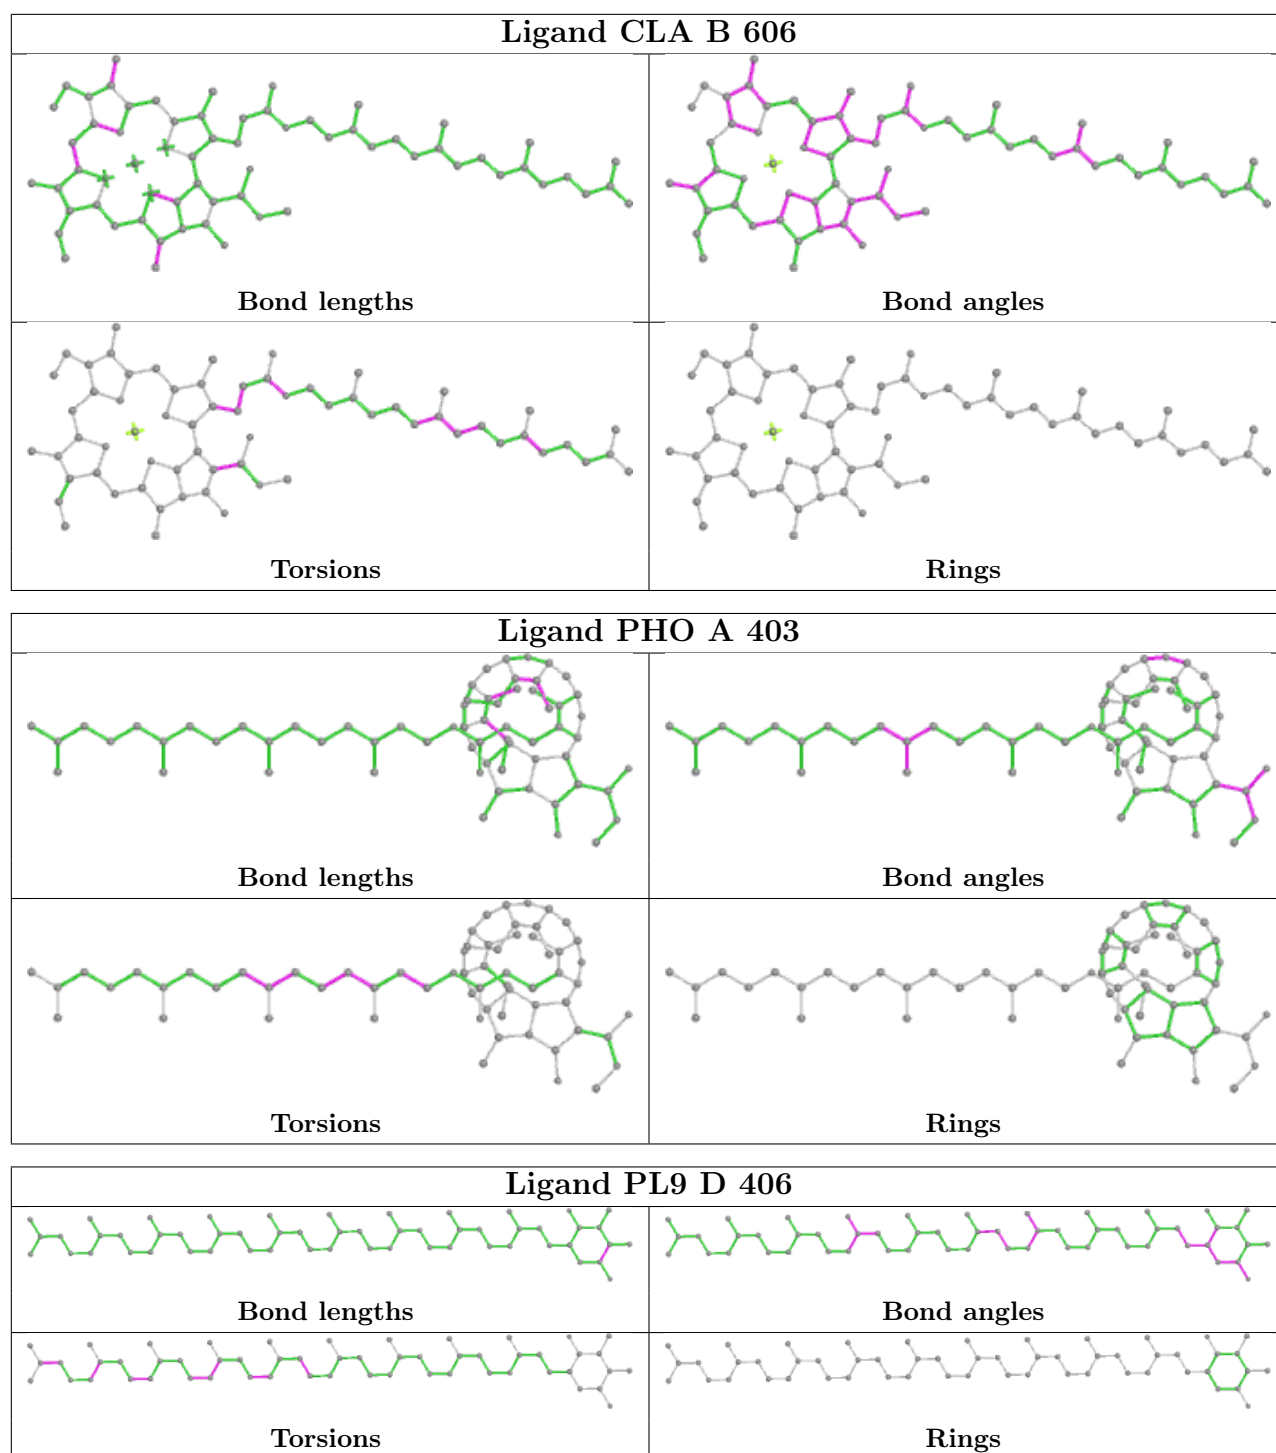 Ligand CLA B 606
Bond lengths
Bond angles
Torsions
Rings
Ligand PHO A 403
Bond lengths
Bond angles
Torsions
Rings
Ligand PL9 D 406
Bond lengths
Bond angles
Torsions
Rings